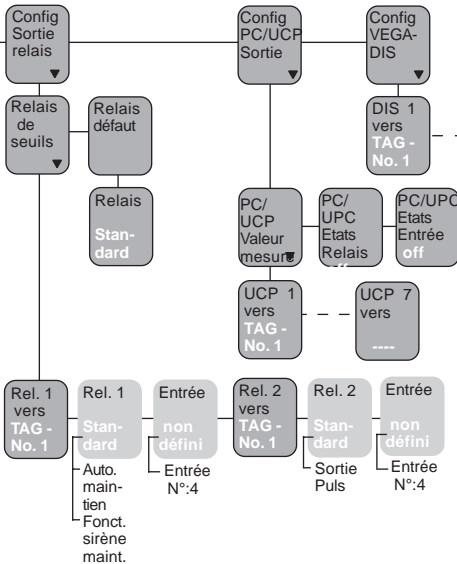 Config
Sortie
relais
Config
PC/UCP
Sortie
Config
VEGA-
DIS
Relais
de
seuils
Relais
défaut
DIS 1
vers
TAG -
No. 1
Relais
Stan-
dard
PC/
UCP
Valeur
mesure
PC/
UPC
Etats
Relais
off
PC/UPC
Etats
Entrée
off
UCP 1
vers
TAG -
No. 1
UCP 7
vers
----
Rel. 1
vers
TAG -
No. 1
Rel. 1
Stan-
dard
Entrée
non
défini
Rel. 2
vers
TAG -
No. 1
Rel. 2
Stan-
dard
Entrée
non
défini
Auto.
main-
tien
Fonct.
sirène
maint.
Entrée
N°:4
Sortie
Puls
Entrée
N°:4